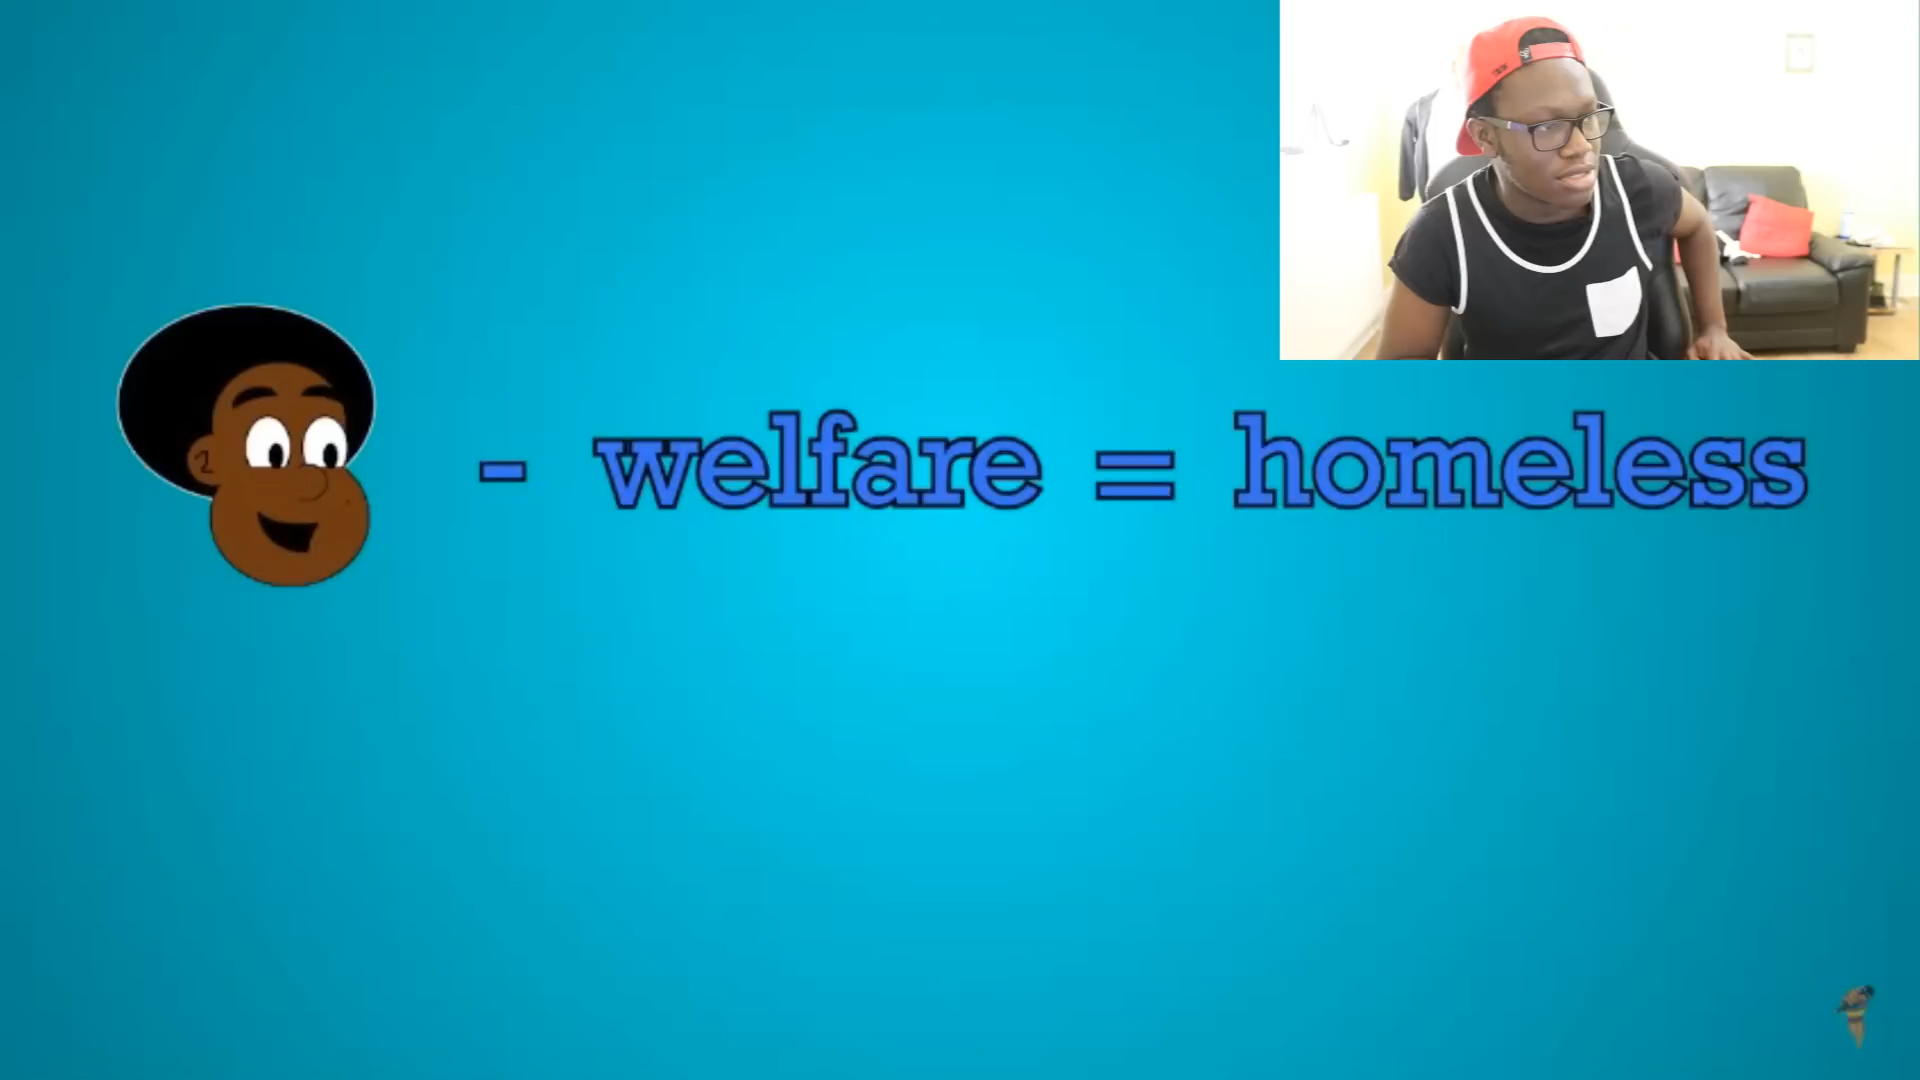 - welfare = homeless